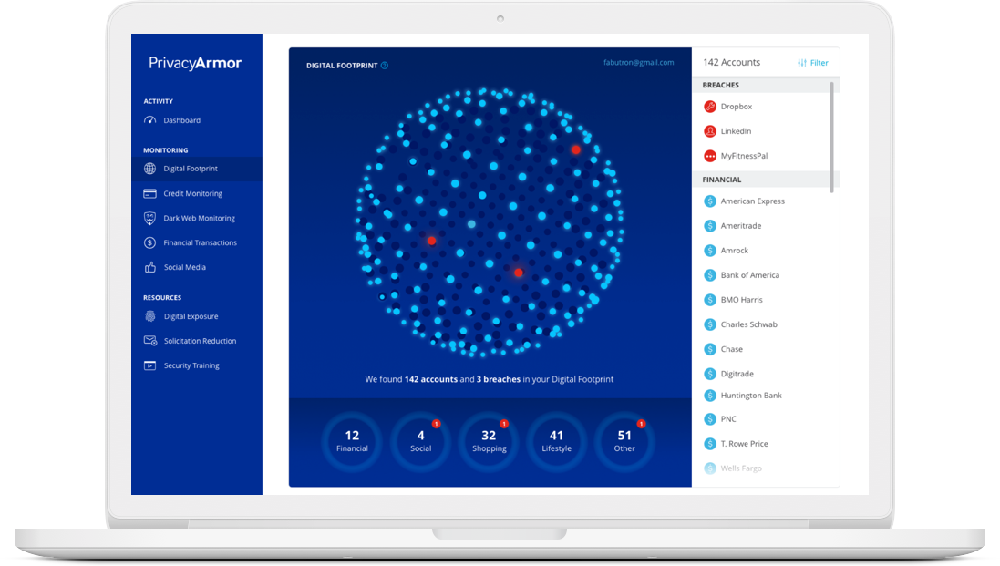 PrivacyArmor
ACTIVITY
Dashboard
MONITORING
Digital Footprint
Credit Monitoring
Dark Web Monitoring
Financial Transactions
Social Media
RESOURCES
Digital Exposure
Solicitation Reduction
Security Training
DIGITAL FOOTPRINT ?
fabutron@gmail.com
We found 142 accounts and 3 breaches in your Digital Footprint
12
Financial
1
4
Social
1
32
Shopping
41
Lifestyle
1
51
Other
142 Accounts
Filter
BREACHES
Dropbox
LinkedIn
MyFitnessPal
FINANCIAL
$ American Express
$ Ameritrade
$ Amrock
$ Bank of America
$ BMO Harris
$ Charles Schwab
$ Chase
$ Digitrade
$ Huntington Bank
$ PNC
$ T. Rowe Price
$ Wells Fargo